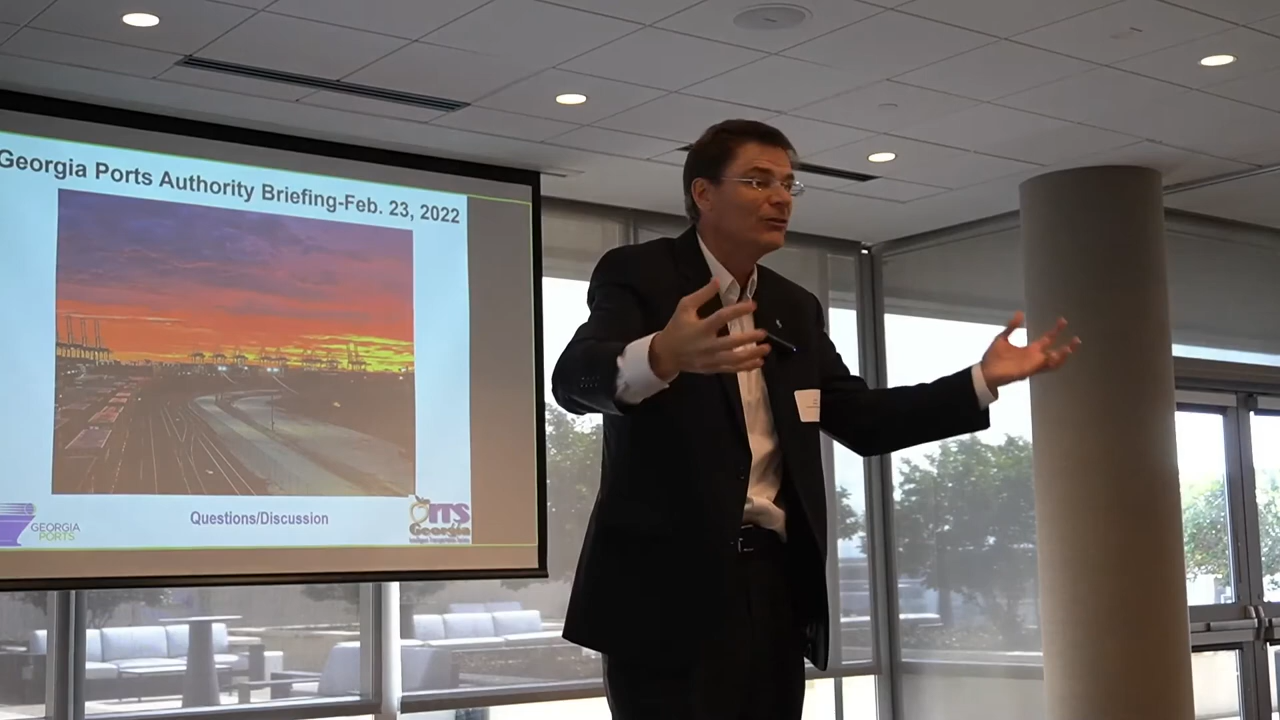 Georgia Ports Authority Briefing-Feb. 23, 2022
Questions/Discussion
GEORGIA
PORTS
ITS
Georgia